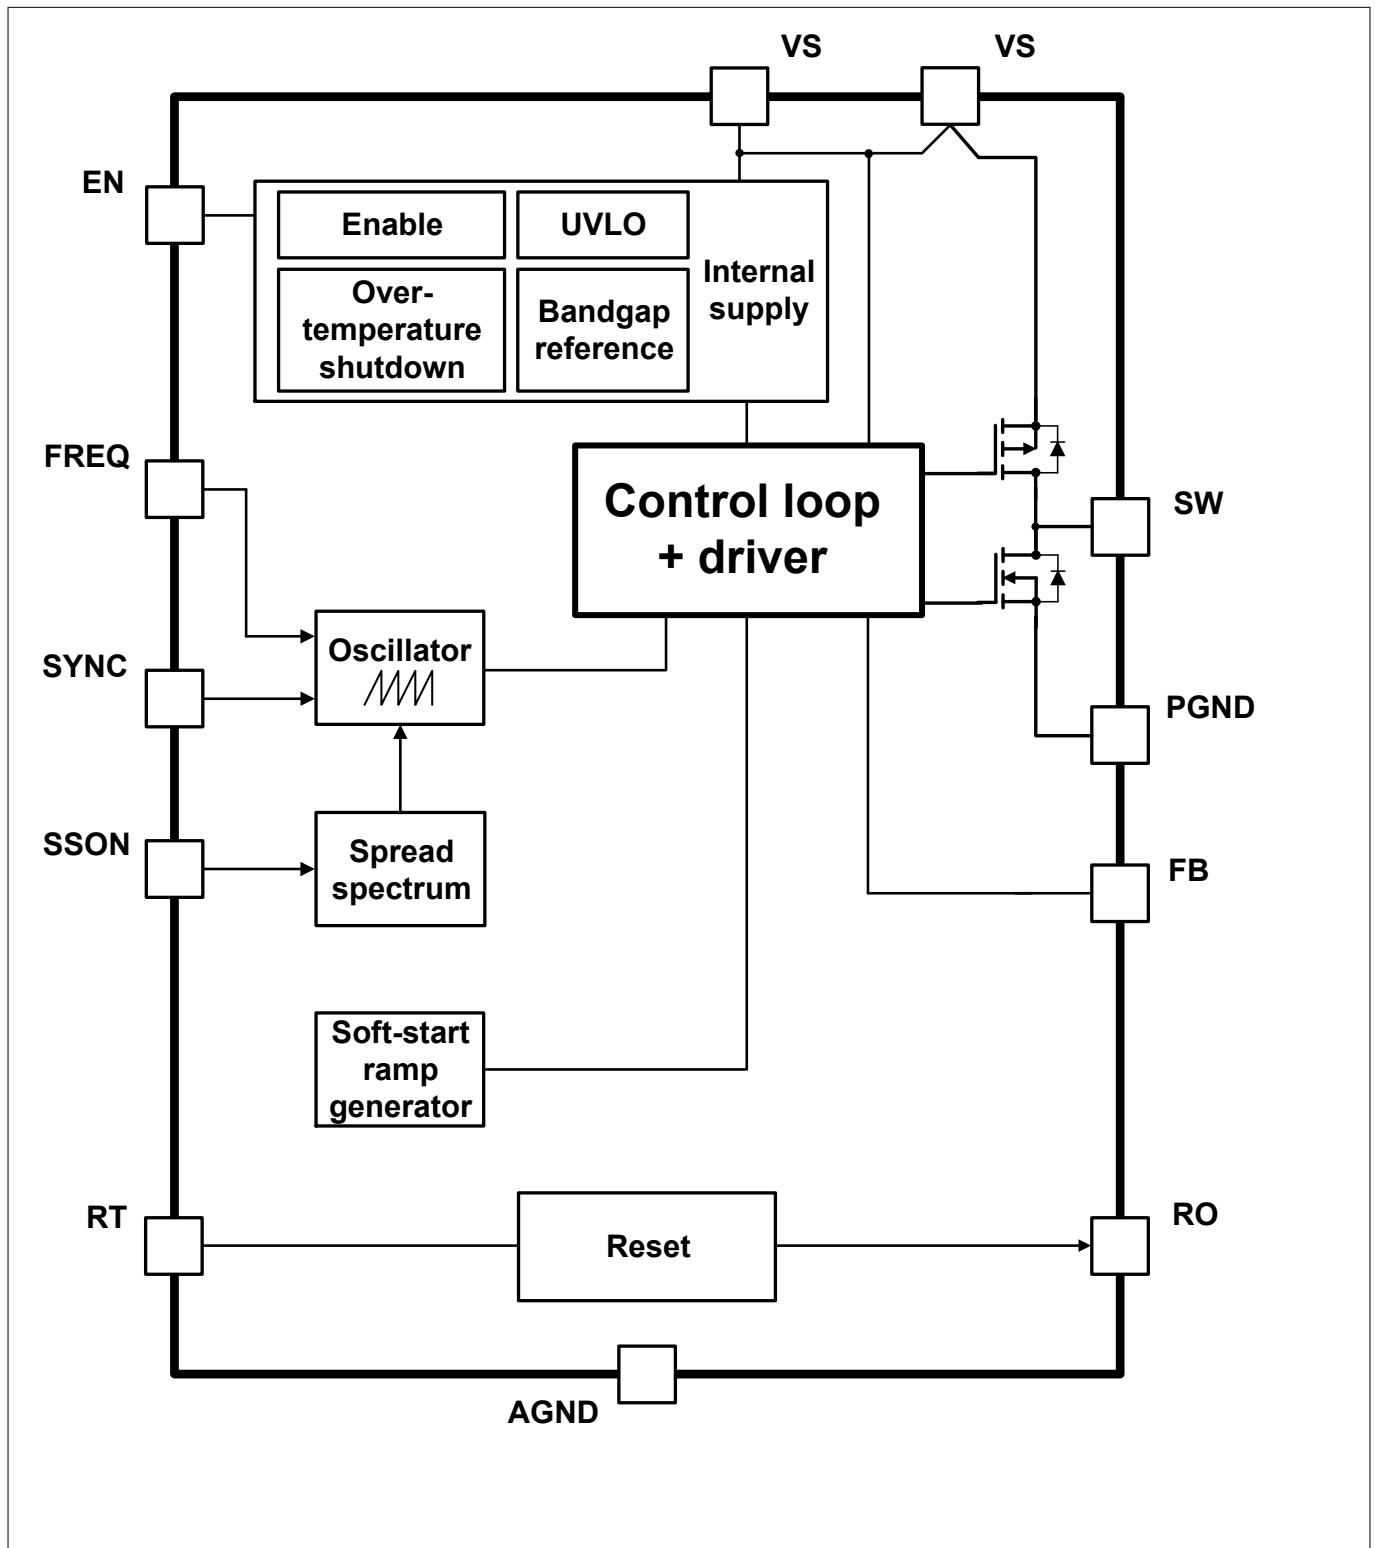 VS
VS
EN
Enable
UVLO
Internal
supply
Over-
temperature
shutdown
Bandgap
reference
FREQ
Control loop
+ driver
SW
Oscillator
SYNC
PGND
SSON
Spread
spectrum
FB
Soft-start
ramp
generator
RT
Reset
RO
AGND